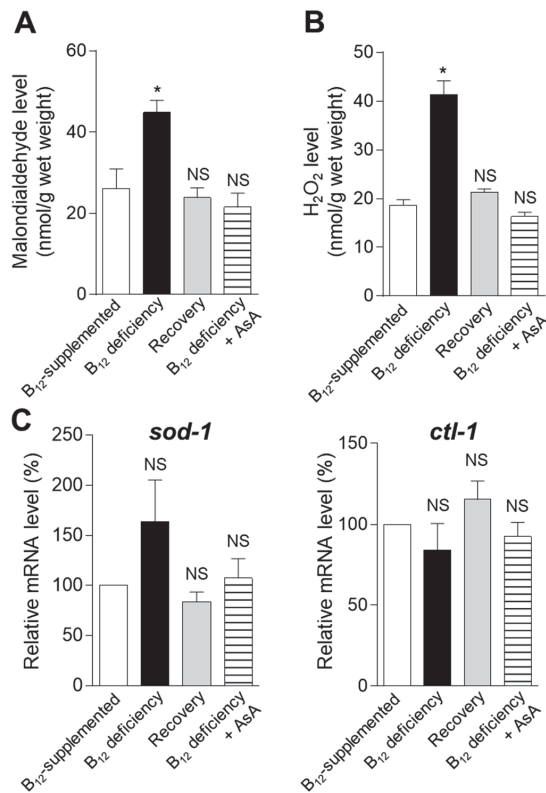 A
Malondialdehyde level
(nmol/g wet weight)
60
40
20
0
*
NS
NS
B₁₂-supplemented
B₁₂ deficiency
Recovery
B₁₂ deficiency
+ AsA
B
H₂O₂ level
(nmol/g wet weight)
50
40
30
20
10
0
*
NS
NS
B₁₂-supplemented
B₁₂ deficiency
Recovery
B₁₂ deficiency
+ AsA
C
sod-1
Relative mRNA level (%)
250
200
150
100
50
0
NS
NS
NS
B₁₂-supplemented
B₁₂ deficiency
Recovery
B₁₂ deficiency
+ AsA
ctl-1
Relative mRNA level (%)
150
100
50
0
NS
NS
NS
B₁₂-supplemented
B₁₂ deficiency
Recovery
B₁₂ deficiency
+ AsA